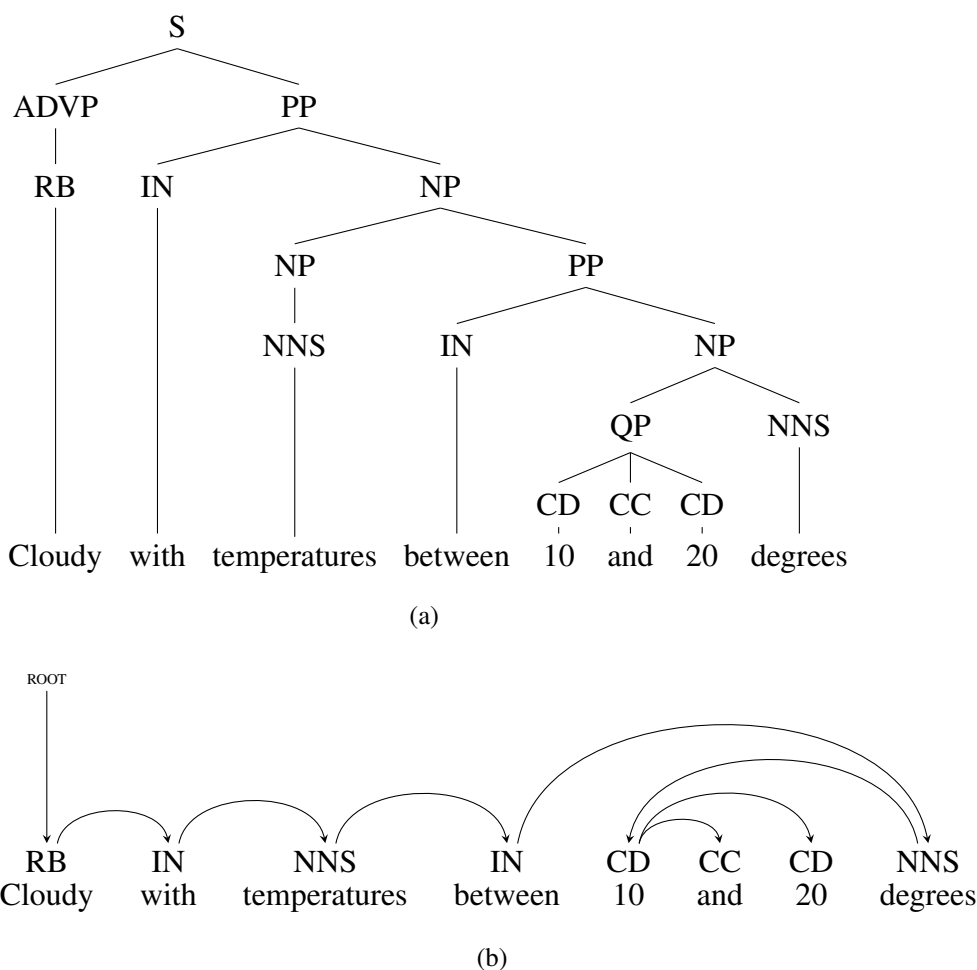 S
ADVP PP
RB IN NP
NP PP
NNS IN NP
QP NNS
CD CC CD
Cloudy with temperatures between 10 and 20 degrees
(a)
ROOT
RB IN NNS IN CD CC CD NNS
Cloudy with temperatures between 10 and 20 degrees
(b)